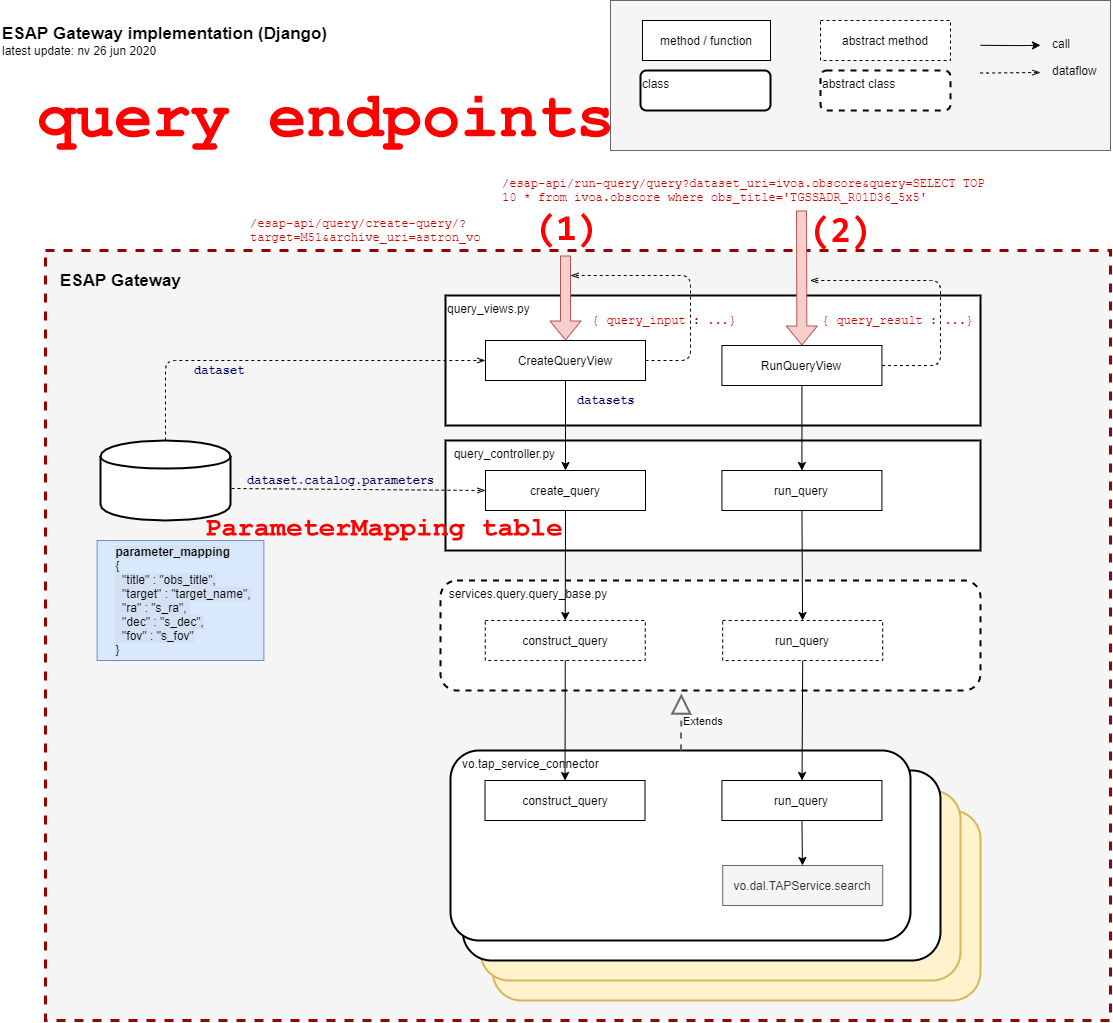 ESAP Gateway implementation (Django)
latest update: nv 26 jun 2020
query endpoints
method / function
abstract method
call
class
abstract class
dataflow
/esap-api/run-query/query?dataset_uri=ivoa.obscore&query=SELECT TOP
10 * from ivoa.obscore where obs_title='TGSSADR_R01D36_5x5'
/esap-api/query/create-query/?
target=M51&archive_uri=astron_vo
(1)
(2)
ESAP Gateway
query_views.py
{ query_input : ...}
{ query_result : ...}
CreateQueryView
RunQueryView
dataset
datasets
query_controller.py
dataset.catalog.parameters
create_query
run_query
ParameterMapping table
parameter_mapping
{
"title" : "obs_title",
"target" : "target_name",
"ra" : "s_ra",
"dec" : "s_dec",
"fov" : "s_fov"
}
services.query.query_base.py
construct_query
run_query
Extends
vo.tap_service_connector
construct_query
run_query
vo.dal.TAPService.search